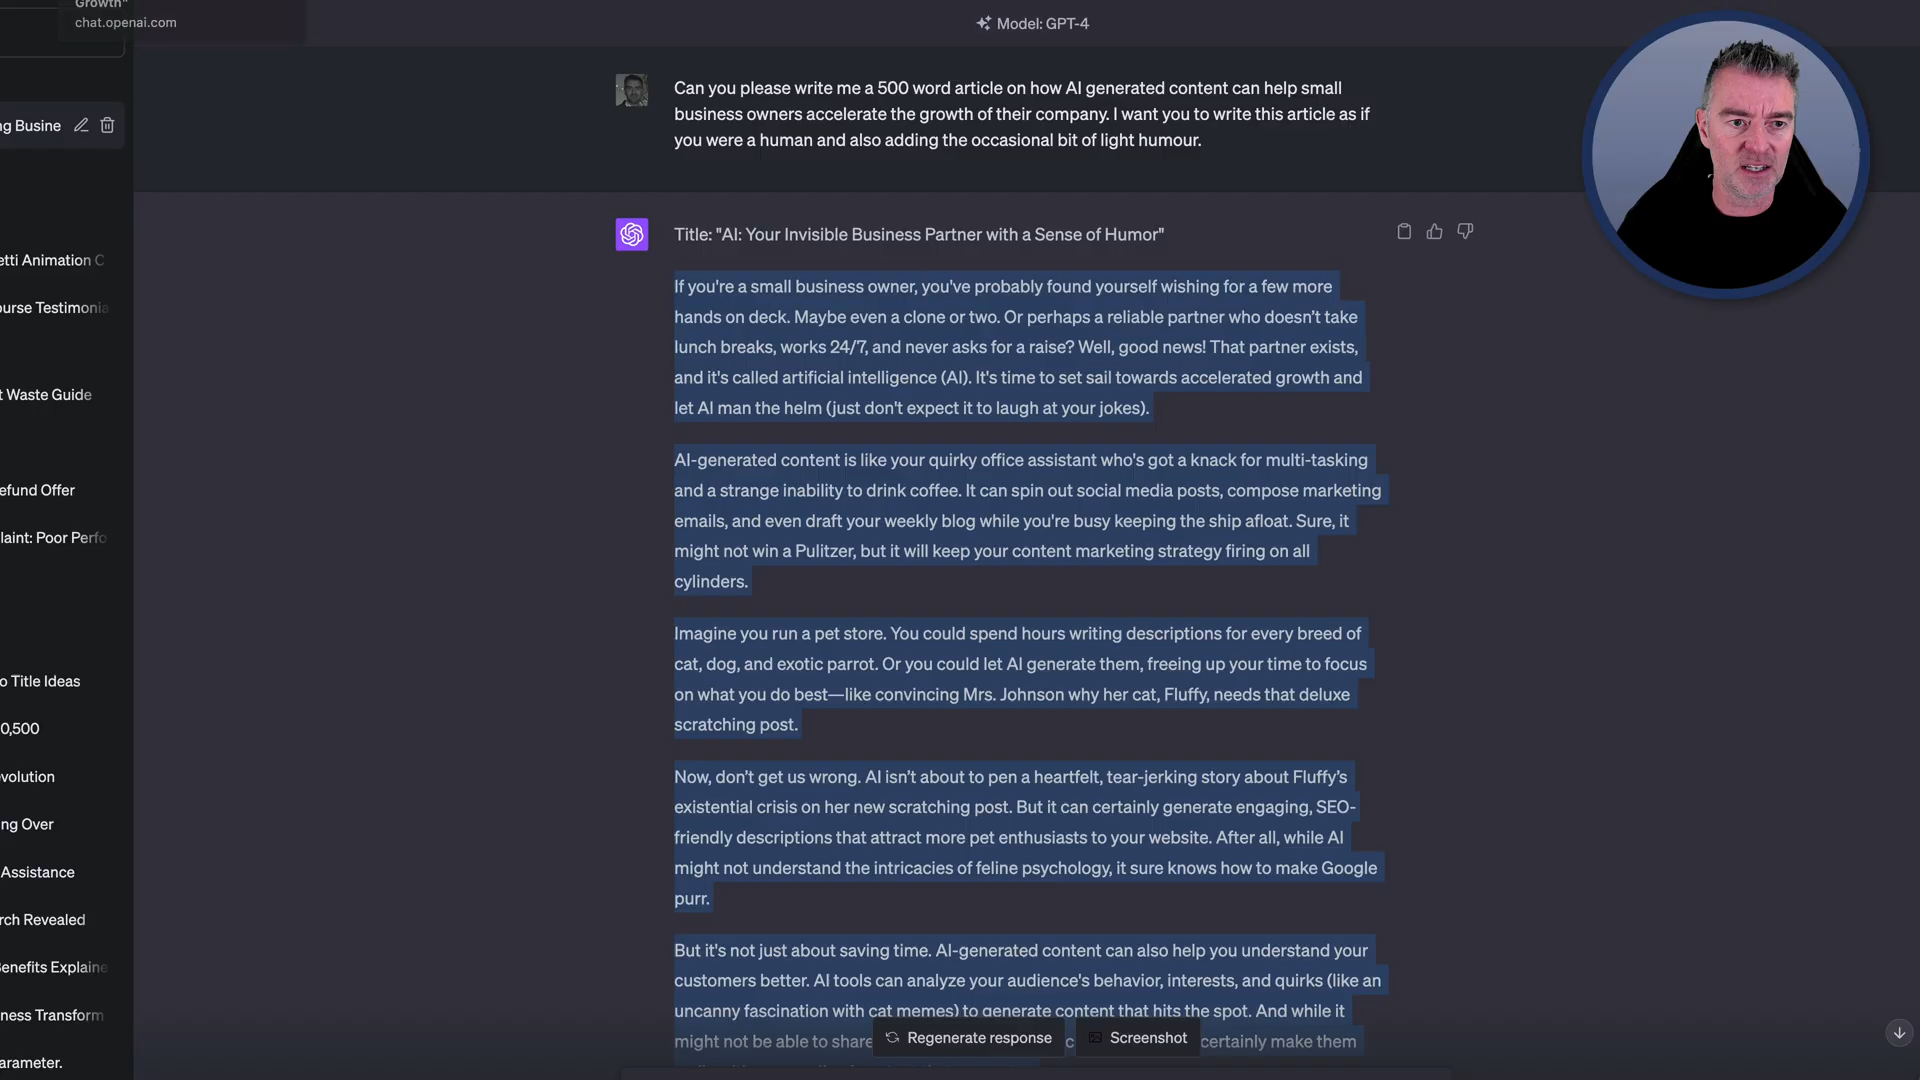 Growth"
chat.openai.com
Model: GPT-4
ng Busine
etti Animation C
urse Testimonia
t Waste Guide
efund Offer
laint: Poor Perfo
o Title Ideas
0,500
evolution
ng Over
Assistance
rch Revealed
Benefits Explaine
ness Transform
arameter.
Can you please write me a 500 word article on how AI generated content can help small
business owners accelerate the growth of their company. I want you to write this article as if
you were a human and also adding the occasional bit of light humour.
Title: "AI: Your Invisible Business Partner with a Sense of Humor"
If you're a small business owner, you've probably found yourself wishing for a few more
hands on deck. Maybe even a clone or two. Or perhaps a reliable partner who doesn’t take
lunch breaks, works 24/7, and never asks for a raise? Well, good news! That partner exists,
and it's called artificial intelligence (AI). It's time to set sail towards accelerated growth and
let AI man the helm (just don't expect it to laugh at your jokes).
AI-generated content is like your quirky office assistant who's got a knack for multi-tasking
and a strange inability to drink coffee. It can spin out social media posts, compose marketing
emails, and even draft your weekly blog while you're busy keeping the ship afloat. Sure, it
might not win a Pulitzer, but it will keep your content marketing strategy firing on all
cylinders.
Imagine you run a pet store. You could spend hours writing descriptions for every breed of
cat, dog, and exotic parrot. Or you could let AI generate them, freeing up your time to focus
on what you do best—like convincing Mrs. Johnson why her cat, Fluffy, needs that deluxe
scratching post.
Now, don’t get us wrong. AI isn’t about to pen a heartfelt, tear-jerking story about Fluffy’s
existential crisis on her new scratching post. But it can certainly generate engaging, SEO-
friendly descriptions that attract more pet enthusiasts to your website. After all, while AI
might not understand the intricacies of feline psychology, it sure knows how to make Google
purr.
But it's not just about saving time. AI-generated content can also help you understand your
customers better. AI tools can analyze your audience's behavior, interests, and quirks (like an
uncanny fascination with cat memes) to generate content that hits the spot. And while it
might not be able to share c certainly make them
Regenerate response
Screenshot